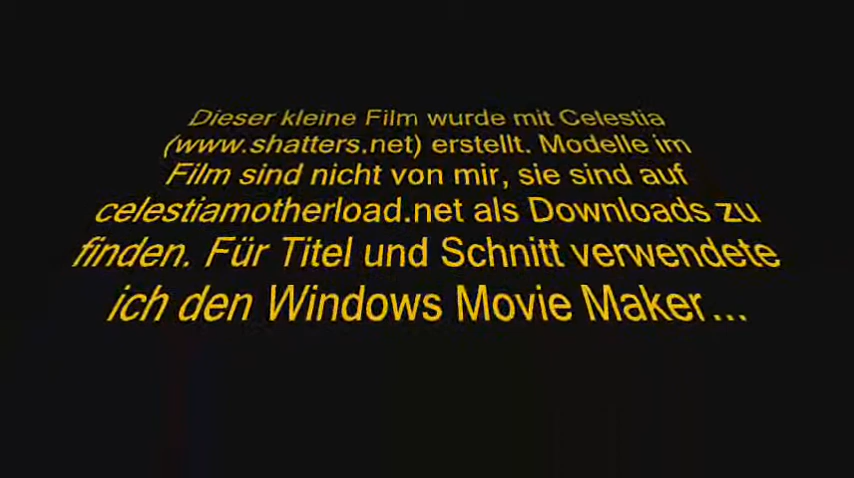 Dieser kleine Film wurde mit Celestia
(www.shatters.net) erstellt. Modelle im
Film sind nicht von mir, sie sind auf
celestiamotherload.net als Downloads zu
finden. Für Titel und Schnitt verwendete
ich den Windows Movie Maker...